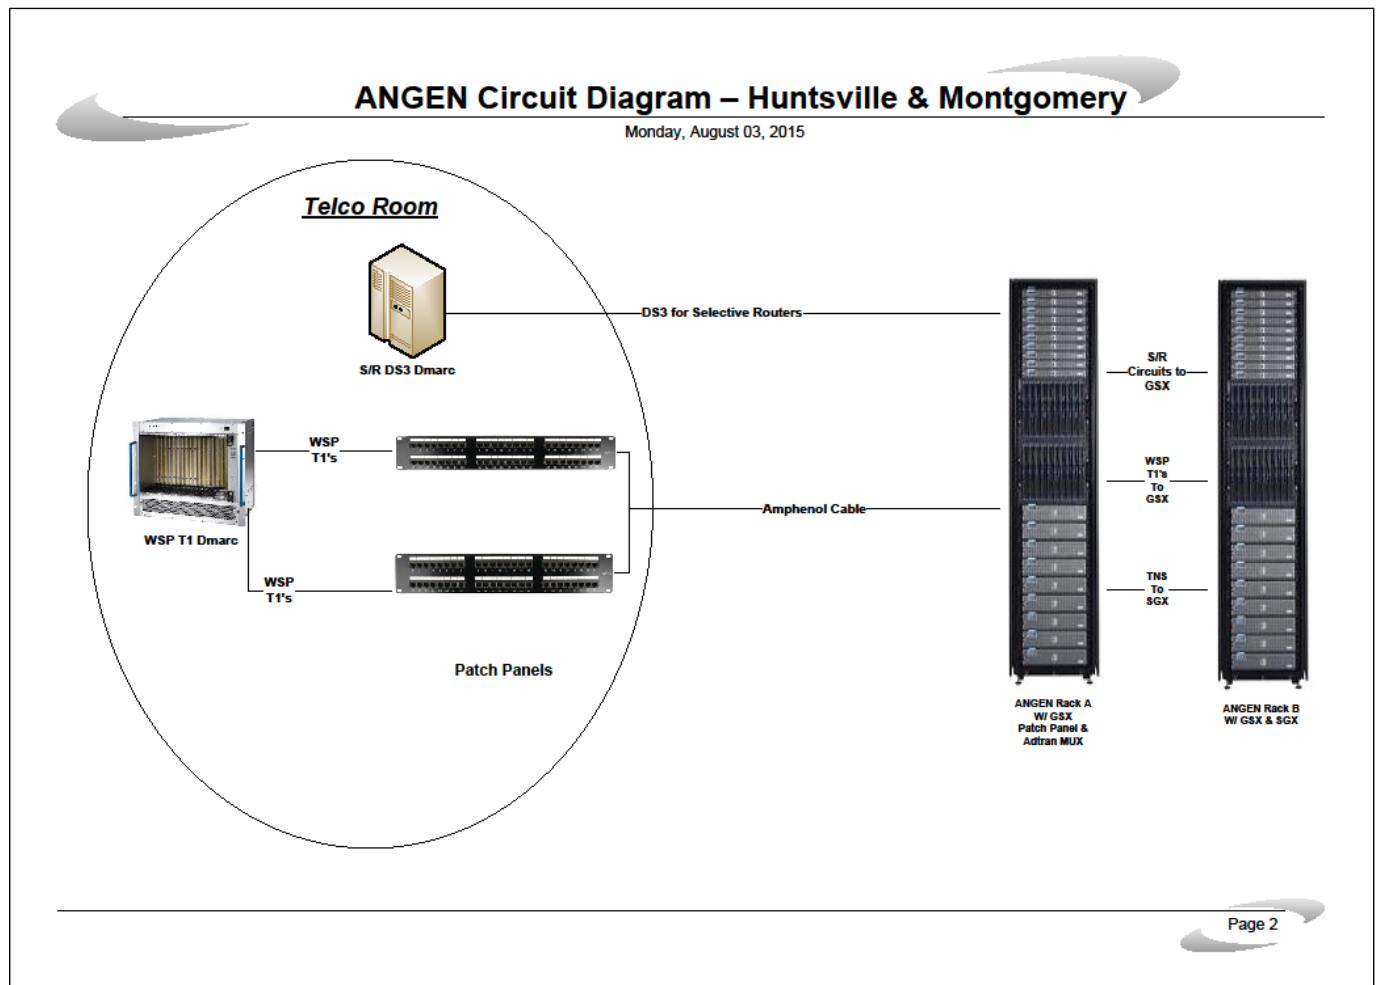 ANGEN Circuit Diagram – Huntsville & Montgomery
Monday, August 03, 2015
Telco Room
S/R DS3 Dmarc
DS3 for Selective Routers
WSP
T1's
WSP T1 Dmarc
WSP
T1's
Patch Panels
Amphenol Cable
S/R
Circuits to
GSX
WSP
T1's
To
GSX
TNS
To
SGX
ANGEN Rack A
W/ GSX
Patch Panel &
Adtran MUX
ANGEN Rack B
W/ GSX & SGX
Page 2